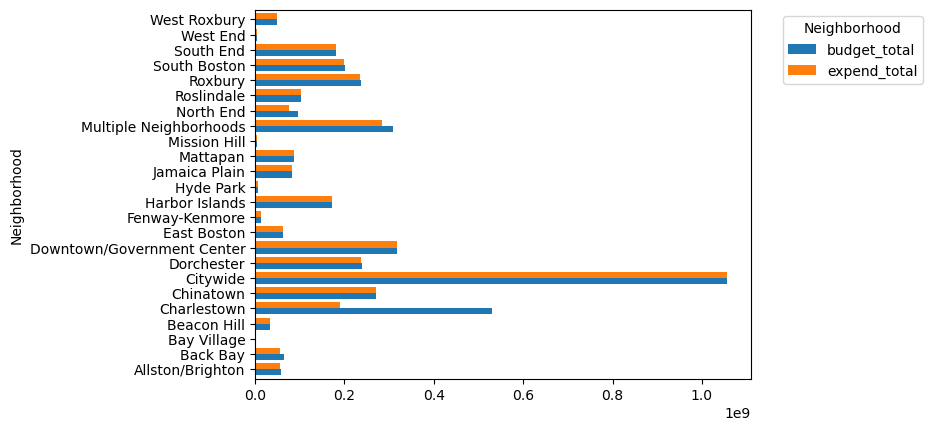 West Roxbury
West End
South End
South Boston
Roxbury
Roslindale
North End
Multiple Neighborhoods
Mission Hill
Mattapan
Jamaica Plain
Hyde Park
Harbor Islands
Fenway-Kenmore
East Boston
Downtown/Government Center
Dorchester
Citywide
Chinatown
Charlestown
Beacon Hill
Bay Village
Back Bay
Allston/Brighton
Neighborhood
0.0 0.2 0.4 0.6 0.8 1.0
1e9
Neighborhood
budget_total
expend_total